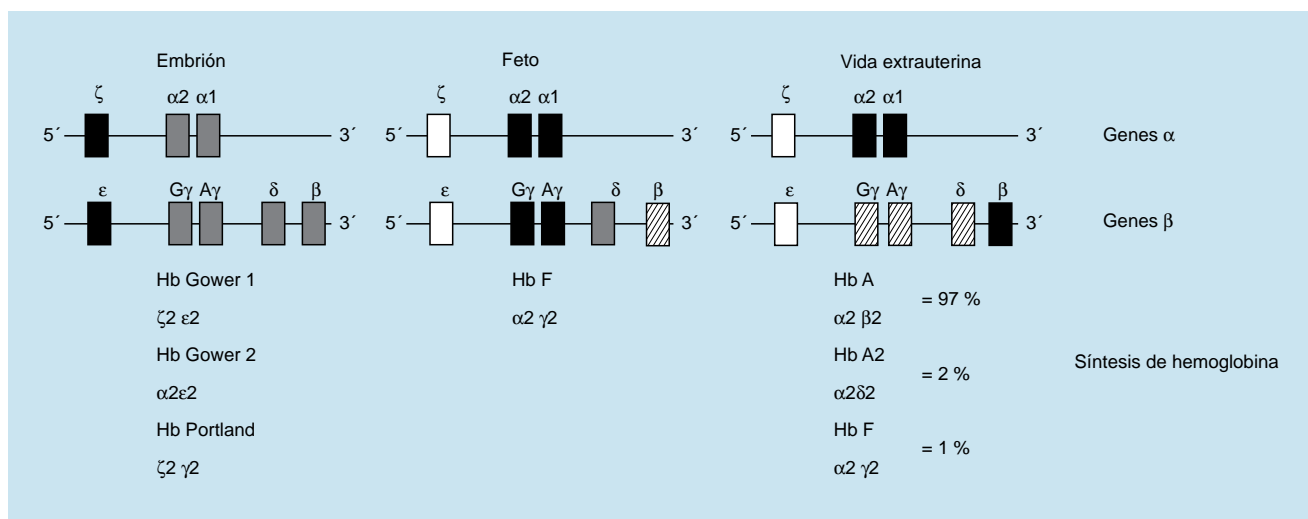 Embrión Feto Vida extrauterina
ζ α2 α1 ζ α2 α1 ζ α2 α1
5´ 3´ 5´ 3´ 5´ 3´ Genes α
ε Gγ Aγ δ β ε Gγ Aγ δ β ε Gγ Aγ δ β
5´ 3´ 5´ 3´ 5´ 3´ Genes β
Hb Gower 1 Hb F Hb A
= 97 %
ζ2 ε2 α2 γ2 α2 β2
Hb Gower 2 Hb A2
= 2 % Síntesis de hemoglobina
α2ε2 α2δ2
Hb Portland Hb F
= 1 %
ζ2 γ2 α2 γ2